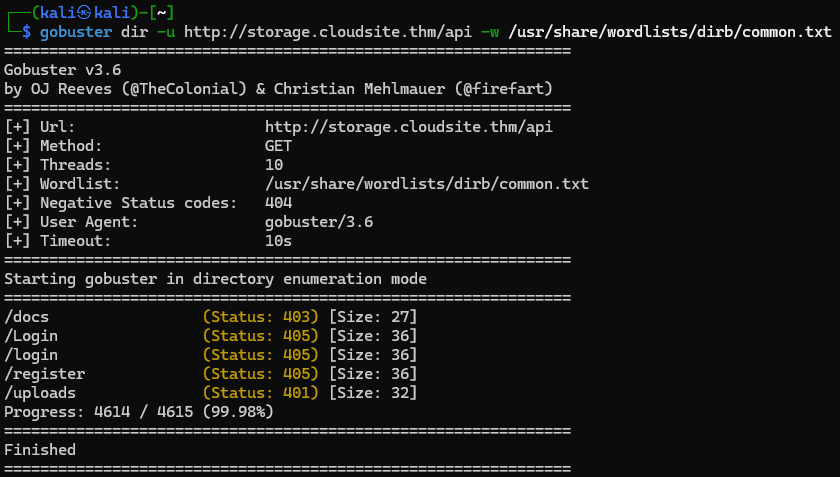 ┌──(kali㉿kali)-[~]
└─$ gobuster dir -u http://storage.cloudsite.thm/api -w /usr/share/wordlists/dirb/common.txt
===============================================================
Gobuster v3.6
by OJ Reeves (@TheColonial) & Christian Mehlmauer (@firefart)
===============================================================
[+] Url:                     http://storage.cloudsite.thm/api
[+] Method:                  GET
[+] Threads:                 10
[+] Wordlist:                /usr/share/wordlists/dirb/common.txt
[+] Negative Status codes:   404
[+] User Agent:              gobuster/3.6
[+] Timeout:                 10s
===============================================================
Starting gobuster in directory enumeration mode
===============================================================
/docs                 (Status: 403) [Size: 27]
/Login                (Status: 405) [Size: 36]
/login                (Status: 405) [Size: 36]
/register             (Status: 405) [Size: 36]
/uploads              (Status: 401) [Size: 32]
Progress: 4614 / 4615 (99.98%)
===============================================================
Finished
===============================================================